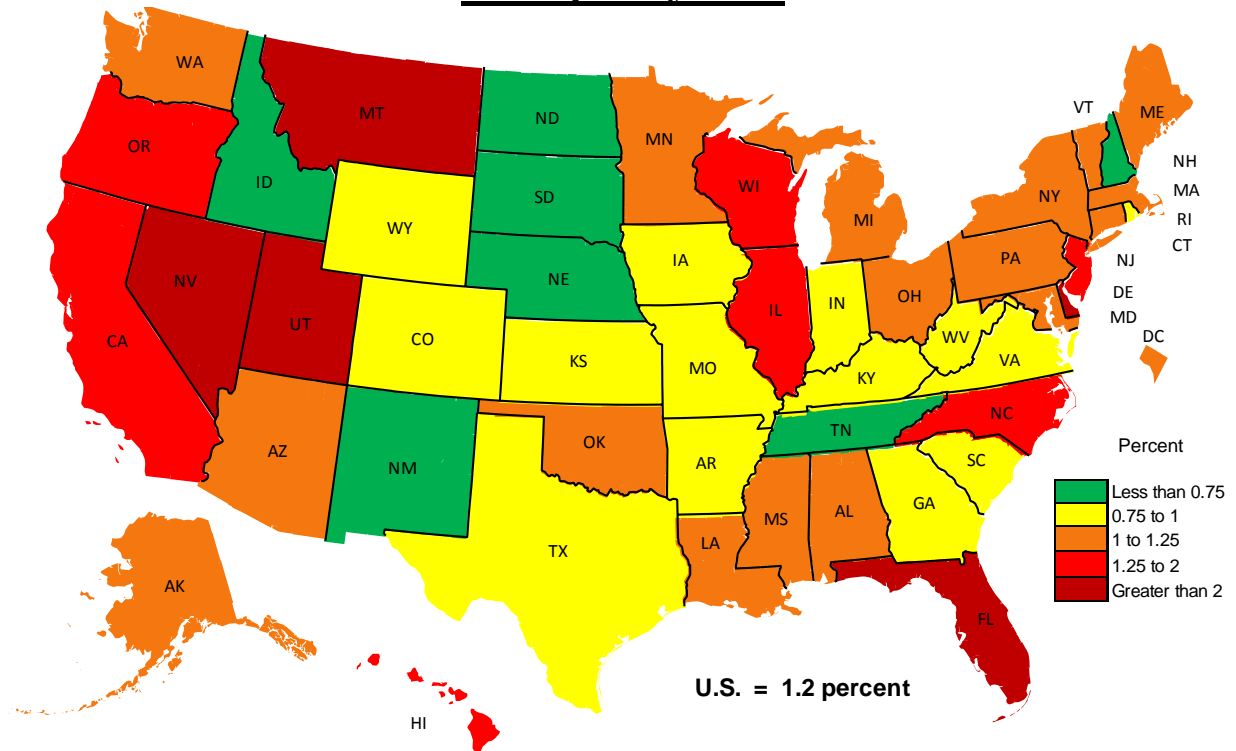 WA
MT
ND
MN
VT
ME
OR
ID
SD
WI
NY
NH
MA
RI
CT
WY
MI
IA
PA
NJ
NE
NV
UT
CO
IL
IN
OH
DE
MD
DC
CA
KS
MO
WV
VA
KY
AZ
NM
OK
AR
TN
NC
SC
TX
LA
MS
AL
GA
FL
AK
HI
Percent
Less than 0.75
0.75 to 1
1 to 1.25
1.25 to 2
Greater than 2
U.S. = 1.2 percent